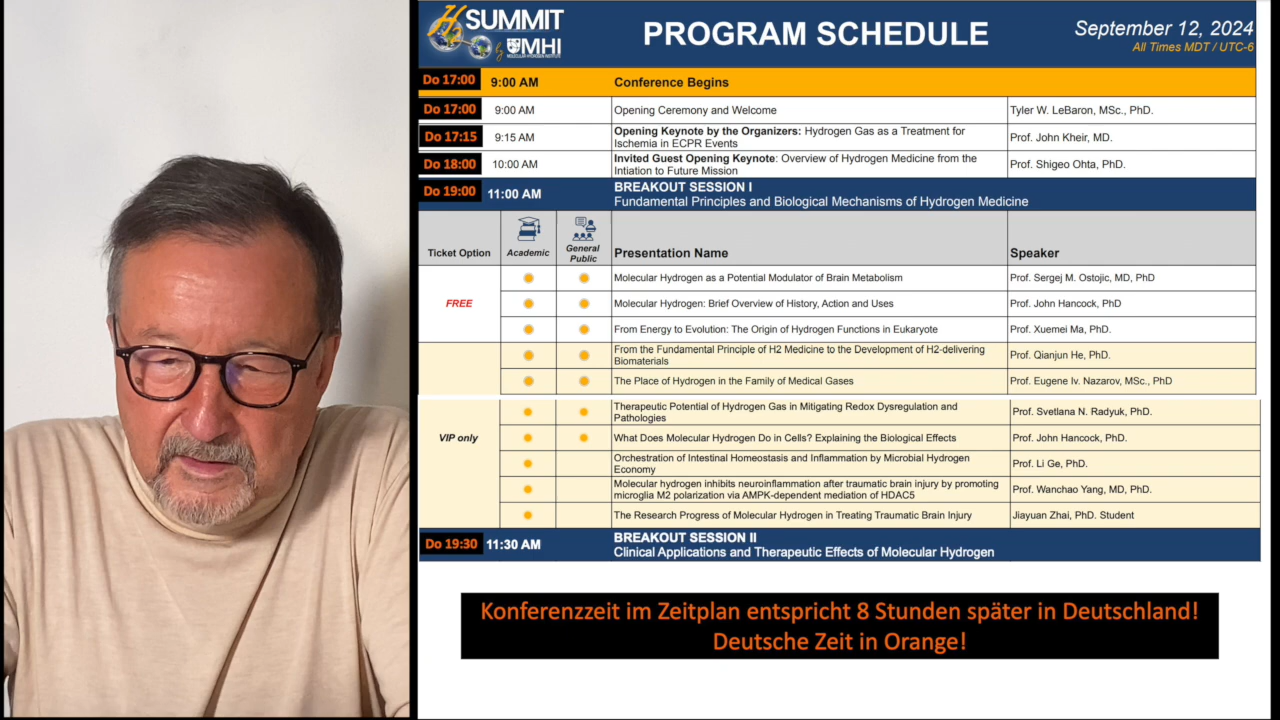 H2 SUMMIT
by MHI
MOLECULAR HYDROGEN INSTITUTE
PROGRAM SCHEDULE
September 12, 2024
All Times MDT / UTC-6
Do 17:00 9:00 AM Conference Begins
Do 17:00 9:00 AM Opening Ceremony and Welcome Tyler W. LeBaron, MSc., PhD.
Do 17:15 9:15 AM Opening Keynote by the Organizers: Hydrogen Gas as a Treatment for
Ischemia in ECPR Events Prof. John Kheir, MD.
Do 18:00 10:00 AM Invited Guest Opening Keynote: Overview of Hydrogen Medicine from the
Intiation to Future Mission Prof. Shigeo Ohta, PhD.
Do 19:00 11:00 AM BREAKOUT SESSION I
Fundamental Principles and Biological Mechanisms of Hydrogen Medicine
Ticket Option Academic General
Public Presentation Name Speaker
Molecular Hydrogen as a Potential Modulator of Brain Metabolism Prof. Sergej M. Ostojic, MD, PhD
FREE Molecular Hydrogen: Brief Overview of History, Action and Uses Prof. John Hancock, PhD
From Energy to Evolution: The Origin of Hydrogen Functions in Eukaryote Prof. Xuemei Ma, PhD.
From the Fundamental Principle of H2 Medicine to the Development of H2-delivering
Biomaterials Prof. Qianjun He, PhD.
The Place of Hydrogen in the Family of Medical Gases Prof. Eugene Iv. Nazarov, MSc., PhD
Therapeutic Potential of Hydrogen Gas in Mitigating Redox Dysregulation and
Pathologies Prof. Svetlana N. Radyuk, PhD.
VIP only What Does Molecular Hydrogen Do in Cells? Explaining the Biological Effects Prof. John Hancock, PhD.
Orchestration of Intestinal Homeostasis and Inflammation by Microbial Hydrogen
Economy Prof. Li Ge, PhD.
Molecular hydrogen inhibits neuroinflammation after traumatic brain injury by promoting
microglia M2 polarization via AMPK-dependent mediation of HDAC5 Prof. Wanchao Yang, MD, PhD.
The Research Progress of Molecular Hydrogen in Treating Traumatic Brain Injury Jiayuan Zhai, PhD. Student
Do 19:30 11:30 AM BREAKOUT SESSION II
Clinical Applications and Therapeutic Effects of Molecular Hydrogen
Konferenzzeit im Zeitplan entspricht 8 Stunden später in Deutschland!
Deutsche Zeit in Orange!